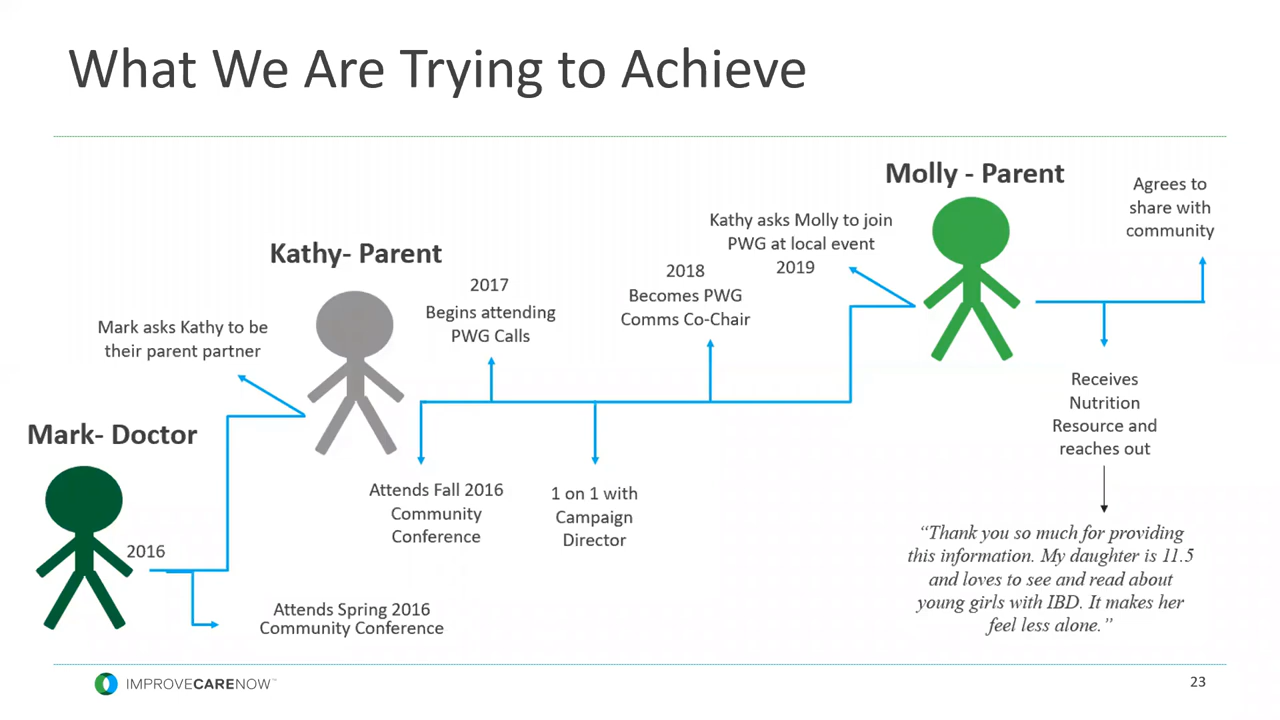 What We Are Trying to Achieve
Mark- Doctor
2016
Attends Spring 2016
Community Conference
Mark asks Kathy to be
their parent partner
Kathy- Parent
Attends Fall 2016
Community
Conference
2017
Begins attending
PWG Calls
1 on 1 with
Campaign
Director
2018
Becomes PWG
Comms Co-Chair
Kathy asks Molly to join
PWG at local event
2019
Molly - Parent
Agrees to
share with
community
Receives
Nutrition
Resource and
reaches out
“Thank you so much for providing
this information. My daughter is 11.5
and loves to see and read about
young girls with IBD. It makes her
feel less alone.”
IMPROVECARENOW™
23